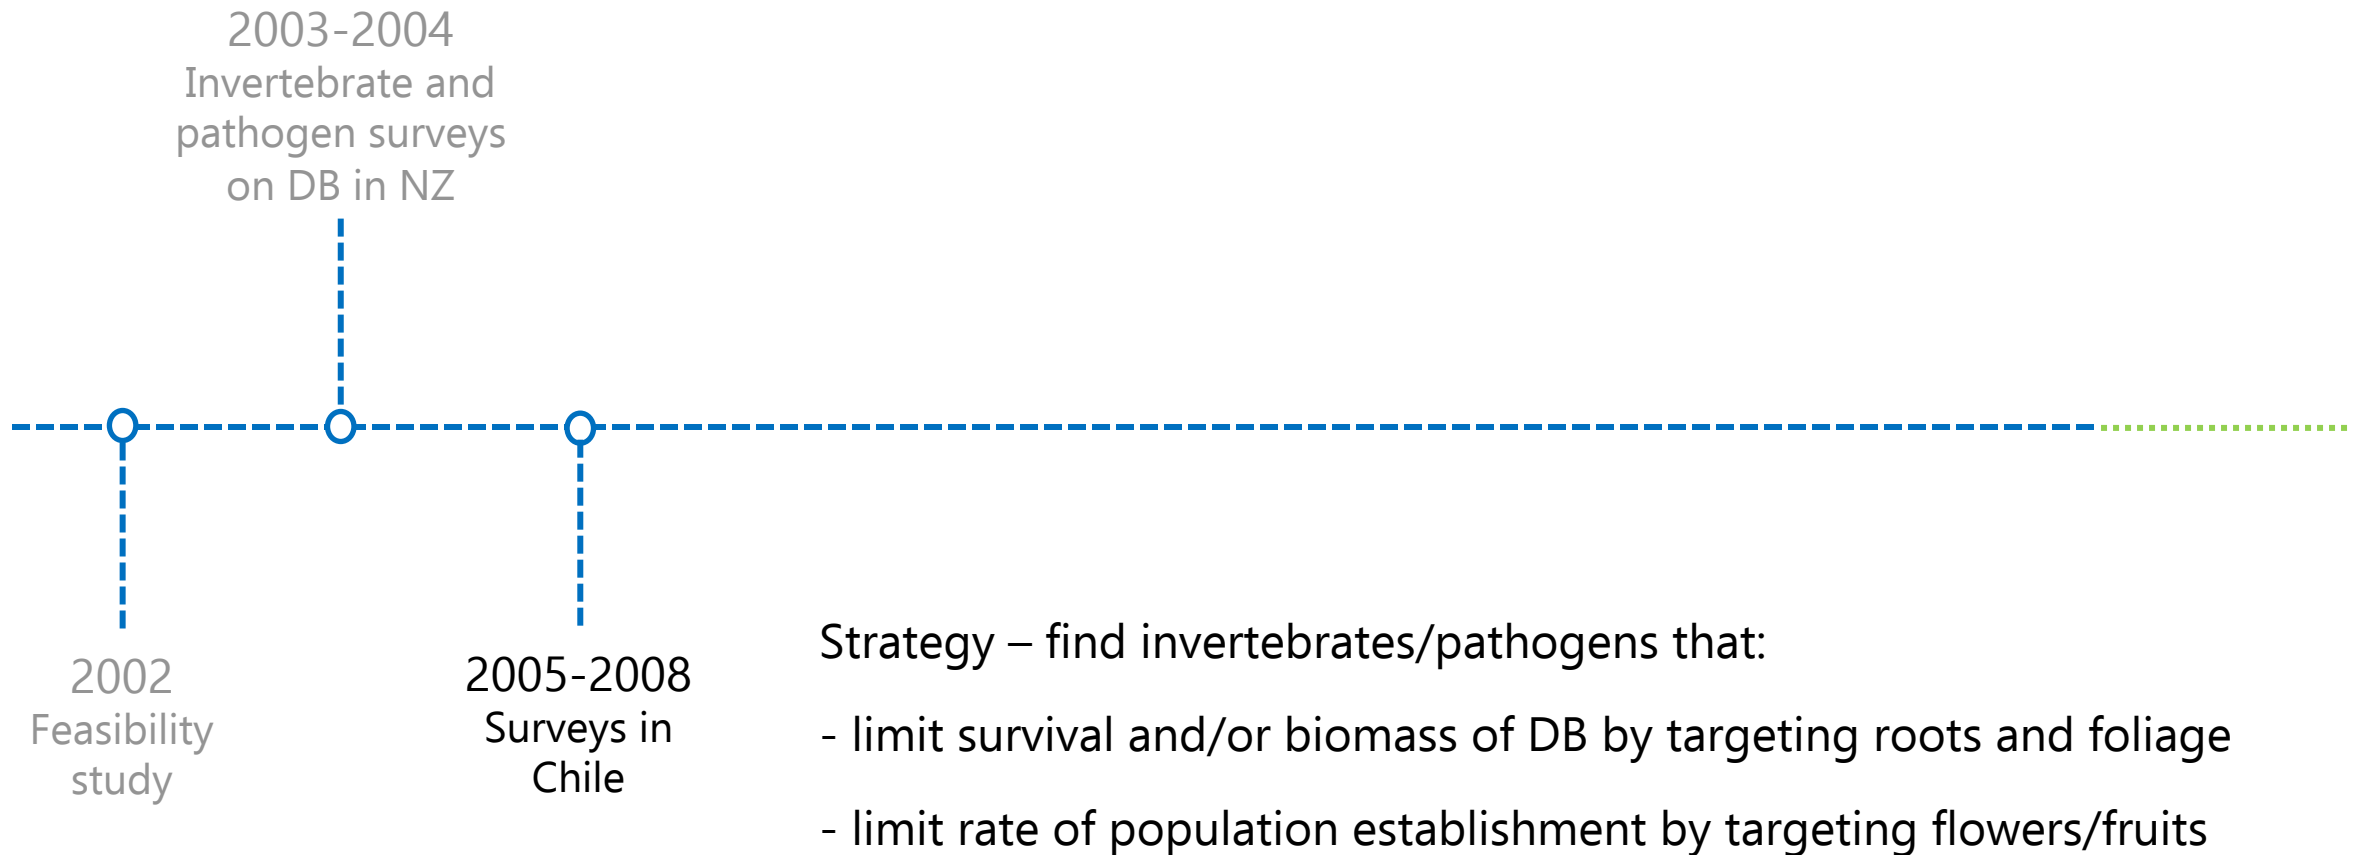 2003-2004
Invertebrate and
pathogen surveys
on DB in NZ
2002
Feasibility
study
2005-2008
Surveys in
Chile
Strategy – find invertebrates/pathogens that:
- limit survival and/or biomass of DB by targeting roots and foliage
- limit rate of population establishment by targeting flowers/fruits